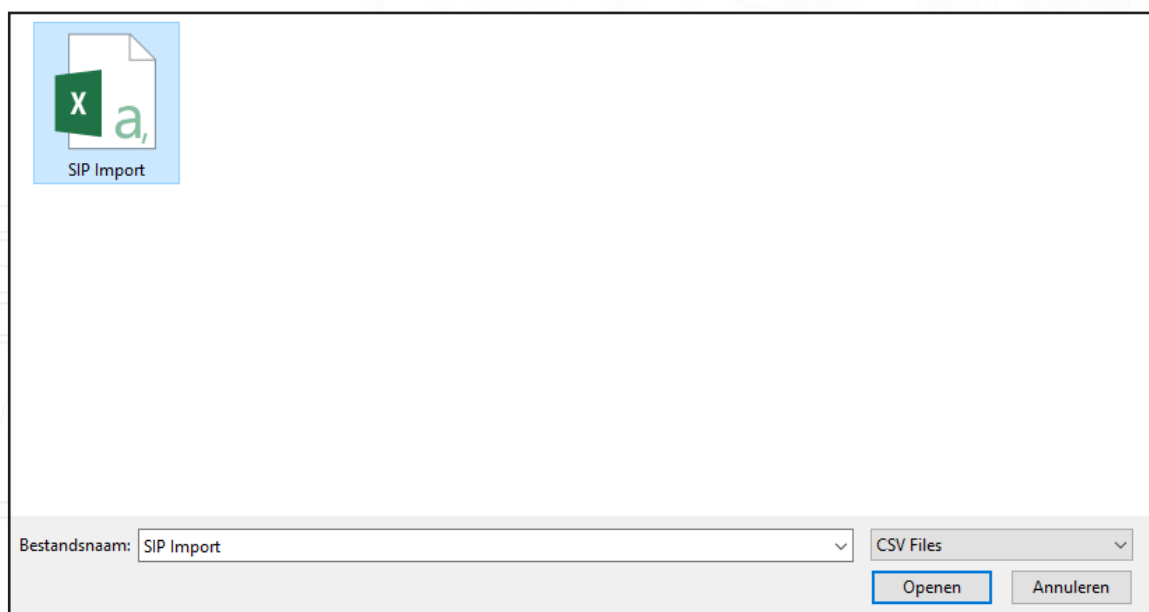 X a,
SIP Import
Bestandsnaam: SIP Import CSV Files
Openen Annuleren